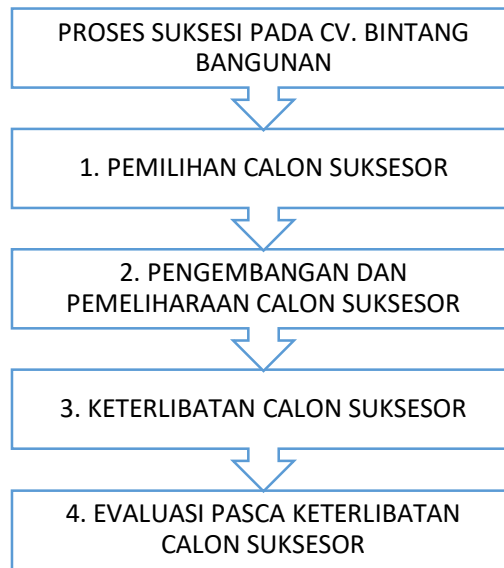 PROSES SUKSESI PADA CV. BINTANG
BANGUNAN
1. PEMILIHAN CALON SUKSESOR
2. PENGEMBANGAN DAN
PEMELIHARAAN CALON SUKSESOR
3. KETERLIBATAN CALON SUKSESOR
4. EVALUASI PASCA KETERLIBATAN
CALON SUKSESOR